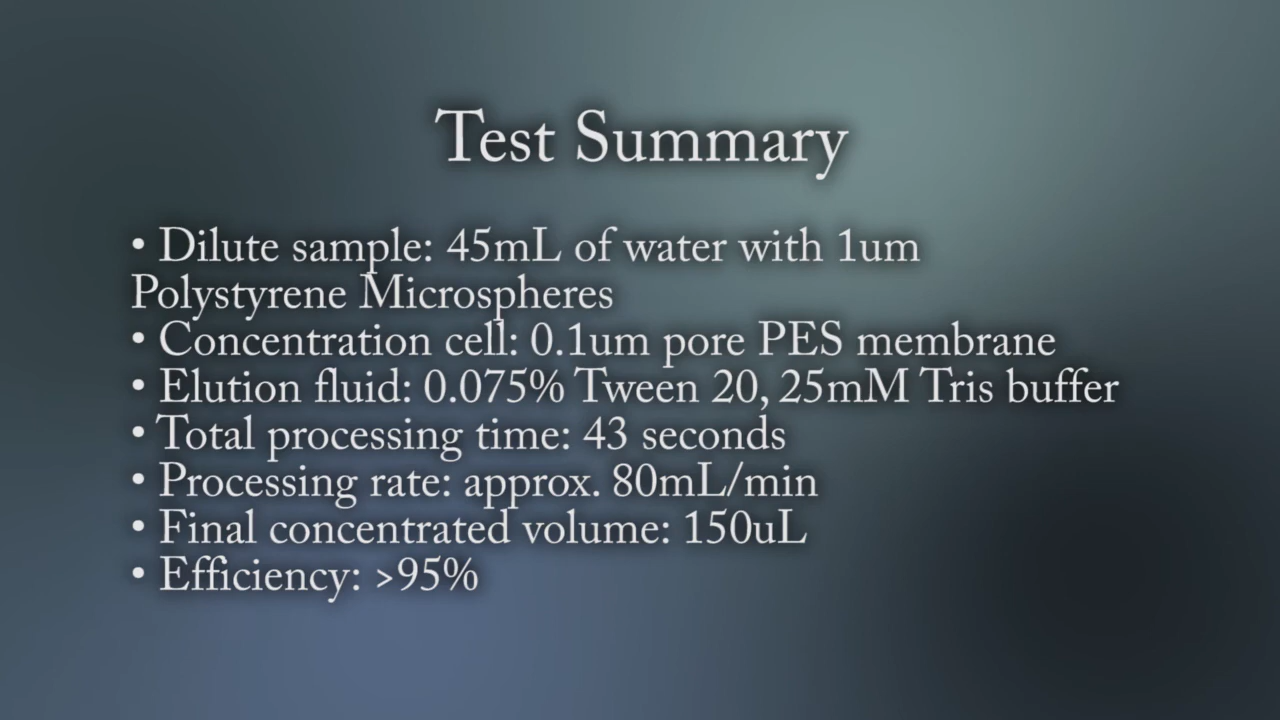 Test Summary
• Dilute sample: 45mL of water with 1um
Polystyrene Microspheres
• Concentration cell: 0.1um pore PES membrane
• Elution fluid: 0.075% Tween 20, 25mM Tris buffer
• Total processing time: 43 seconds
• Processing rate: approx. 80mL/min
• Final concentrated volume: 150uL
• Efficiency: >95%